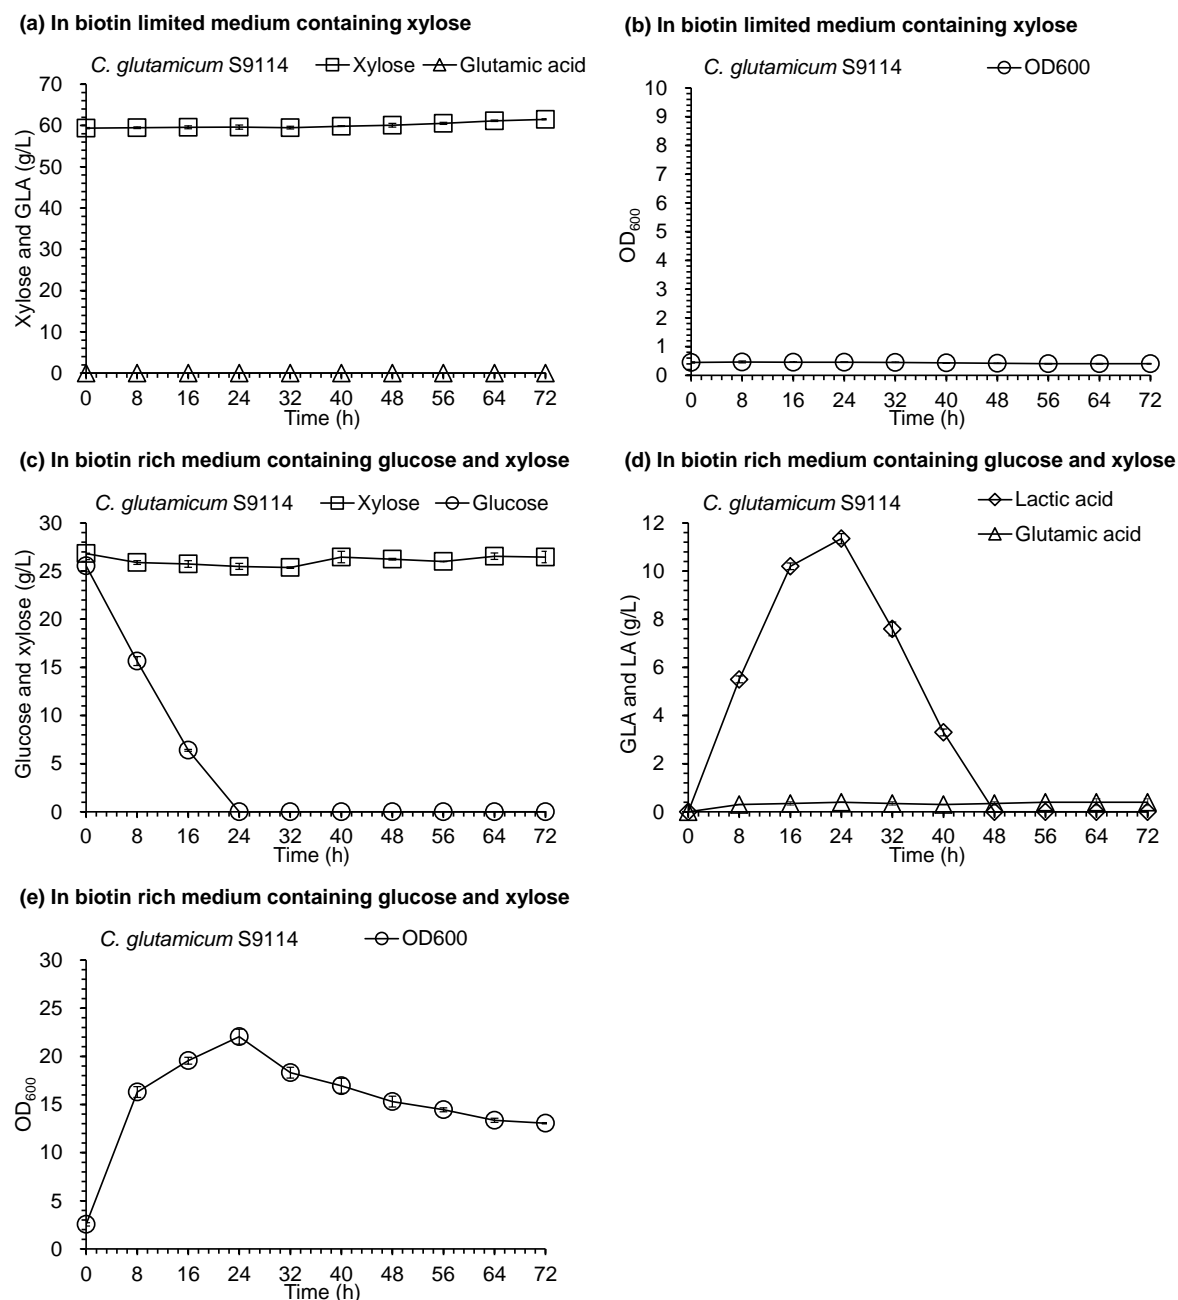 (a) In biotin limited medium containing xylose
C. glutamicum S9114 Xylose Glutamic acid
70
60
50
40
30
20
10
0
Xylose and GLA (g/L)
0 8 16 24 32 40 48 56 64 72
Time (h)
(b) In biotin limited medium containing xylose
C. glutamicum S9114 OD600
10
9
8
7
6
5
4
3
2
1
0
OD600
0 8 16 24 32 40 48 56 64 72
Time (h)
(c) In biotin rich medium containing glucose and xylose
C. glutamicum S9114 Xylose Glucose
30
25
20
15
10
5
0
Glucose and xylose (g/L)
0 8 16 24 32 40 48 56 64 72
Time (h)
(d) In biotin rich medium containing glucose and xylose
C. glutamicum S9114 Lactic acid
Glutamic acid
12
10
8
6
4
2
0
GLA and LA (g/L)
0 8 16 24 32 40 48 56 64 72
Time (h)
(e) In biotin rich medium containing glucose and xylose
C. glutamicum S9114 OD600
30
25
20
15
10
5
0
OD600
0 8 16 24 32 40 48 56 64 72
Time (h)